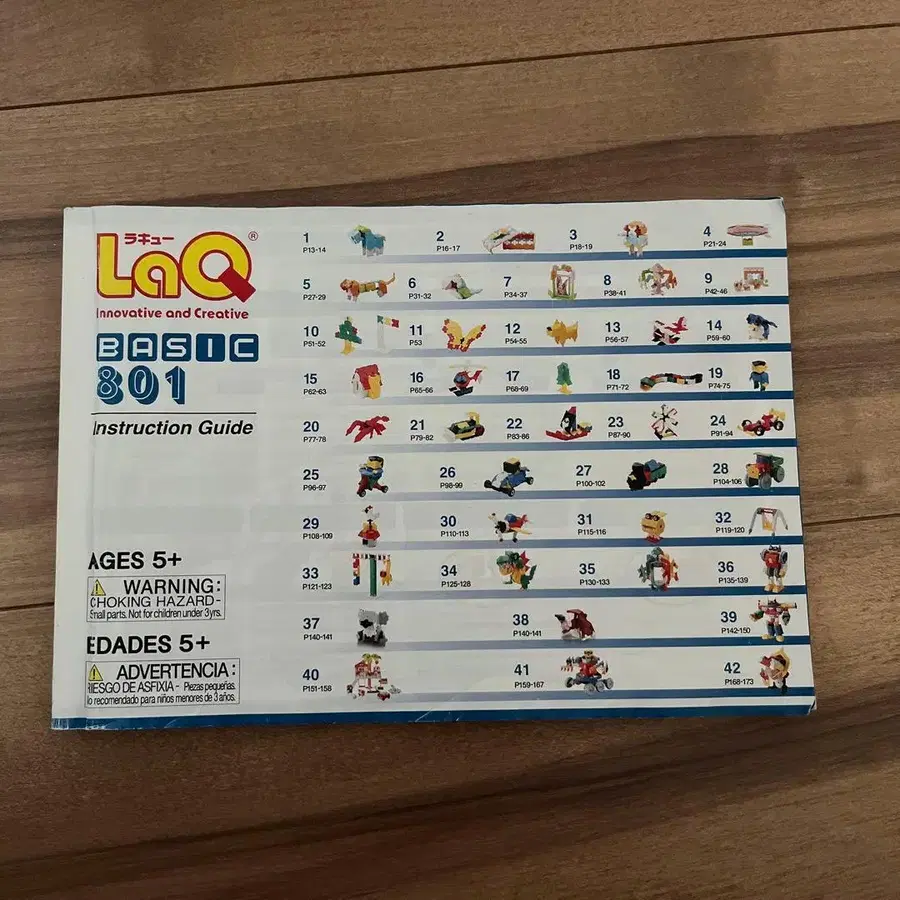 ラキュー
LaQ®
Innovative and Creative
BASIC
801
Instruction Guide
AGES 5+
WARNING:
CHOKING HAZARD -
Small parts. Not for children under 3yrs.
EDADES 5+
ADVERTENCIA:
RIESGO DE ASFIXIA - Piezas pequeñas.
No recomendado para niños menores de 3 años.
1 2 3 4
P13-14 P16-17 P18-19 P21-24
5 6 7 8 9
P27-29 P31-32 P34-37 P38-41 P42-46
10 11 12 13 14
P51-52 P53 P54-55 P56-57 P59-60
15 16 17 18 19
P62-63 P65-66 P68-69 P71-72 P74-75
20 21 22 23 24
P77-78 P79-82 P83-86 P87-90 P91-94
25 26 27 28
P96-97 P98-99 P100-102 P104-106
29 30 31 32
P108-109 P110-113 P115-116 P119-120
33 34 35 36
P121-123 P125-128 P130-133 P135-139
37 38 39
P140-141 P140-141 P142-150
40 41 42
P151-158 P159-167 P168-173